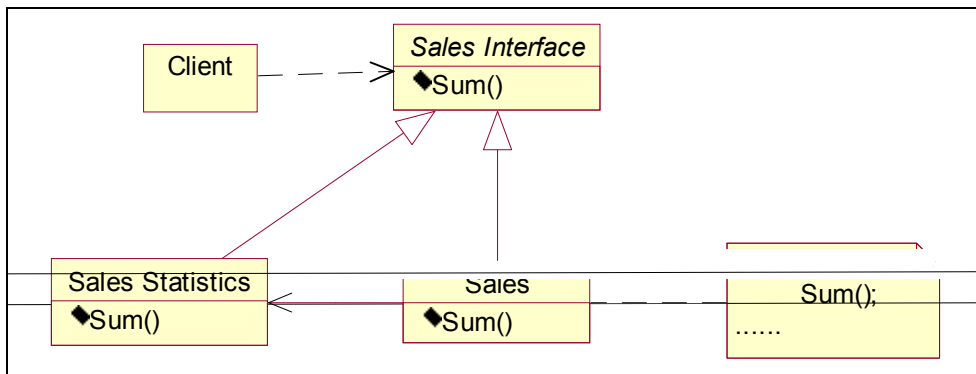 Sales Interface
Client
Sum()
Sales Statistics
Sales
Sum();
Sum()
Sum()
......